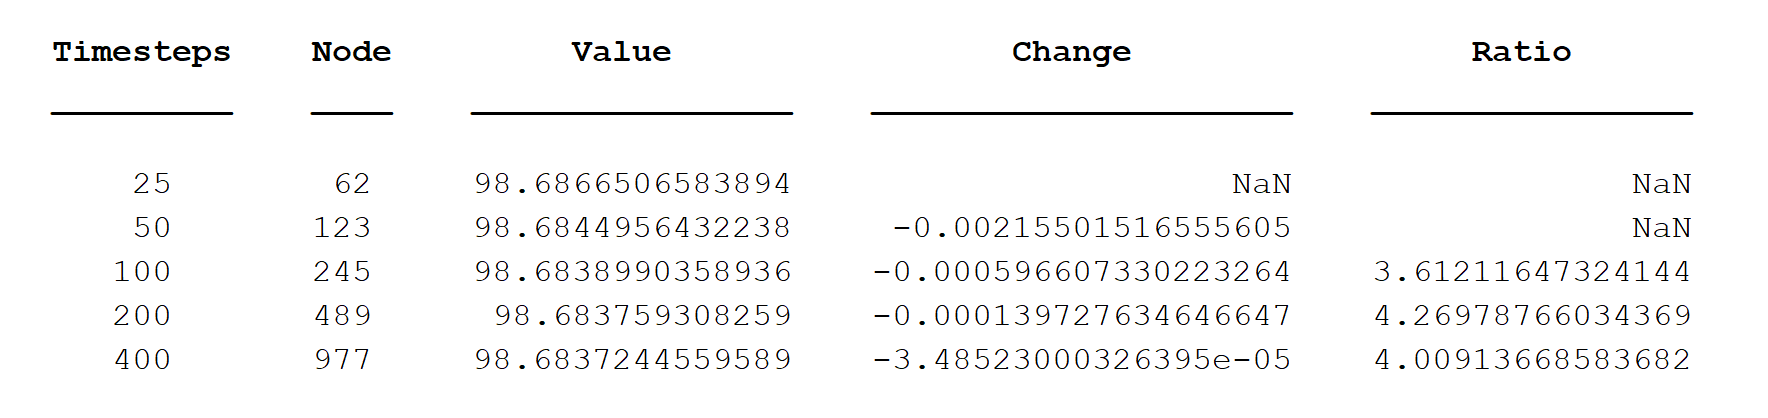 Timesteps Node Value Change Ratio
25 62 98.6866506583894 NaN NaN
50 123 98.6844956432238 -0.00215501516555605 NaN
100 245 98.6838990358936 -0.000596607330223264 3.61211647324144
200 489 98.683759308259 -0.000139727634646647 4.26978766034369
400 977 98.6837244559589 -3.48523000326395e-05 4.00913668583682